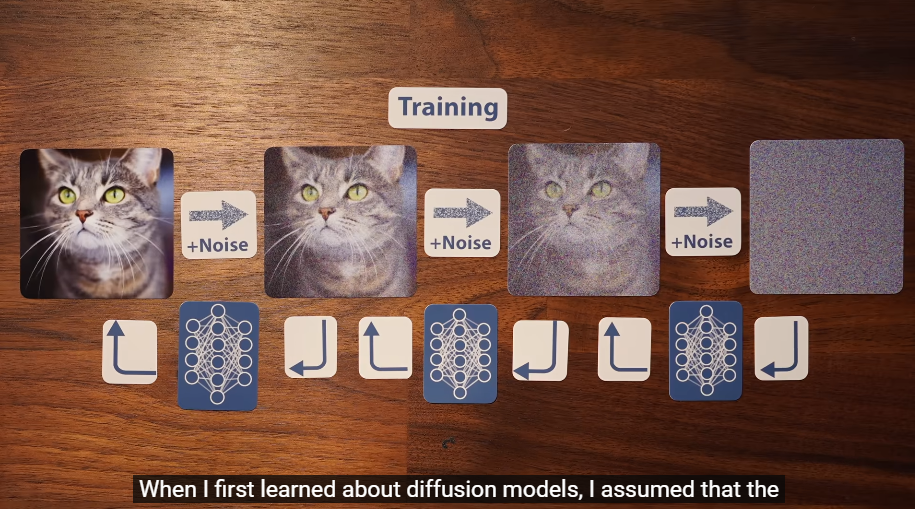 Training
+Noise
+Noise
+Noise
When I first learned about diffusion models, I assumed that the